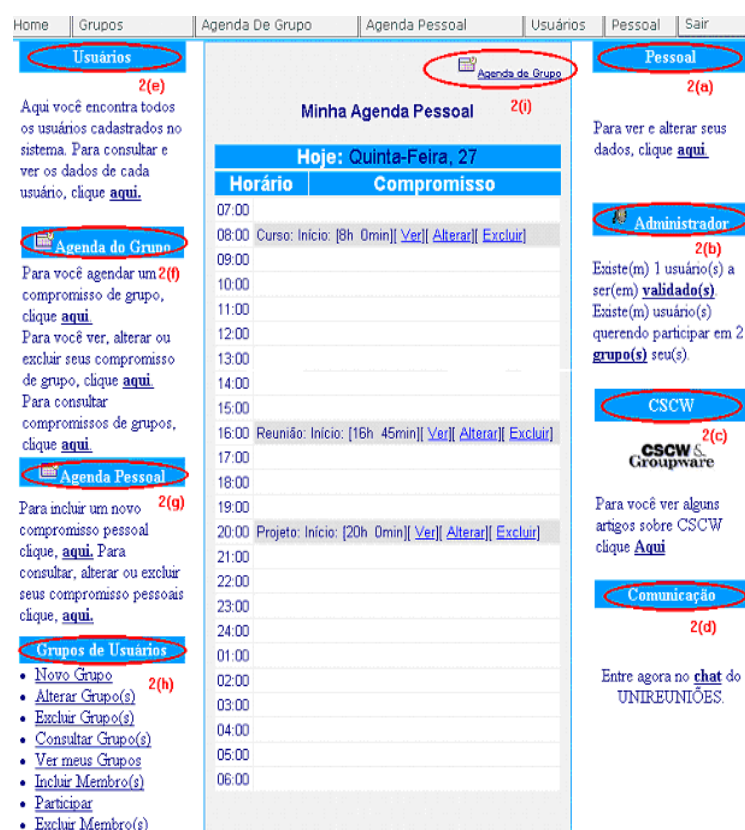 Home Grupos Agenda De Grupo Agenda Pessoal Usuários Pessoal Sair
Usuários
2(e)
Aqui você encontra todos
os usuários cadastrados no
sistema. Para consultar e
ver os dados de cada
usuário, clique aqui.
Agenda do Grupo
Para você agendar um 2(f)
compromisso de grupo,
clique aqui.
Para você ver, alterar ou
excluir seus compromisso
de grupo, clique aqui.
Para consultar
compromissos de grupos,
clique aqui.
Agenda Pessoal
2(g)
Para incluir um novo
compromisso pessoal
clique, aqui. Para
consultar, alterar ou excluir
seus compromisso pessoais
clique, aqui.
Grupos de Usuários
2(h)
• Novo Grupo
• Alterar Grupo(s)
• Excluir Grupo(s)
• Consultar Grupo(s)
• Ver meus Grupos
• Incluir Membro(s)
• Participar
• Excluir Membro(s)
Agenda de Grupo
2(i)
Minha Agenda Pessoal
Hoje: Quinta-Feira, 27
Horário Compromisso
07:00
08:00 Curso: Início: [8h 0min][ Ver][ Alterar][ Excluir]
09:00
10:00
11:00
12:00
13:00
14:00
15:00
16:00 Reunião: Início: [16h 45min][ Ver][ Alterar][ Excluir]
17:00
18:00
19:00
20:00 Projeto: Início: [20h 0min][ Ver][ Alterar][ Excluir]
21:00
22:00
23:00
24:00
01:00
02:00
03:00
04:00
05:00
06:00
Pessoal
2(a)
Para ver e alterar seus
dados, clique aqui.
Administrador
2(b)
Existe(m) 1 usuário(s) a
ser(em) validado(s).
Existe(m) usuário(s)
querendo participar em 2
grupo(s) seu(s).
CSCW
2(c)
CSCW &
Groupware
Para você ver alguns
artigos sobre CSCW
clique Aqui
Comunicação
2(d)
Entre agora no chat do
UNIREUNIÕES.